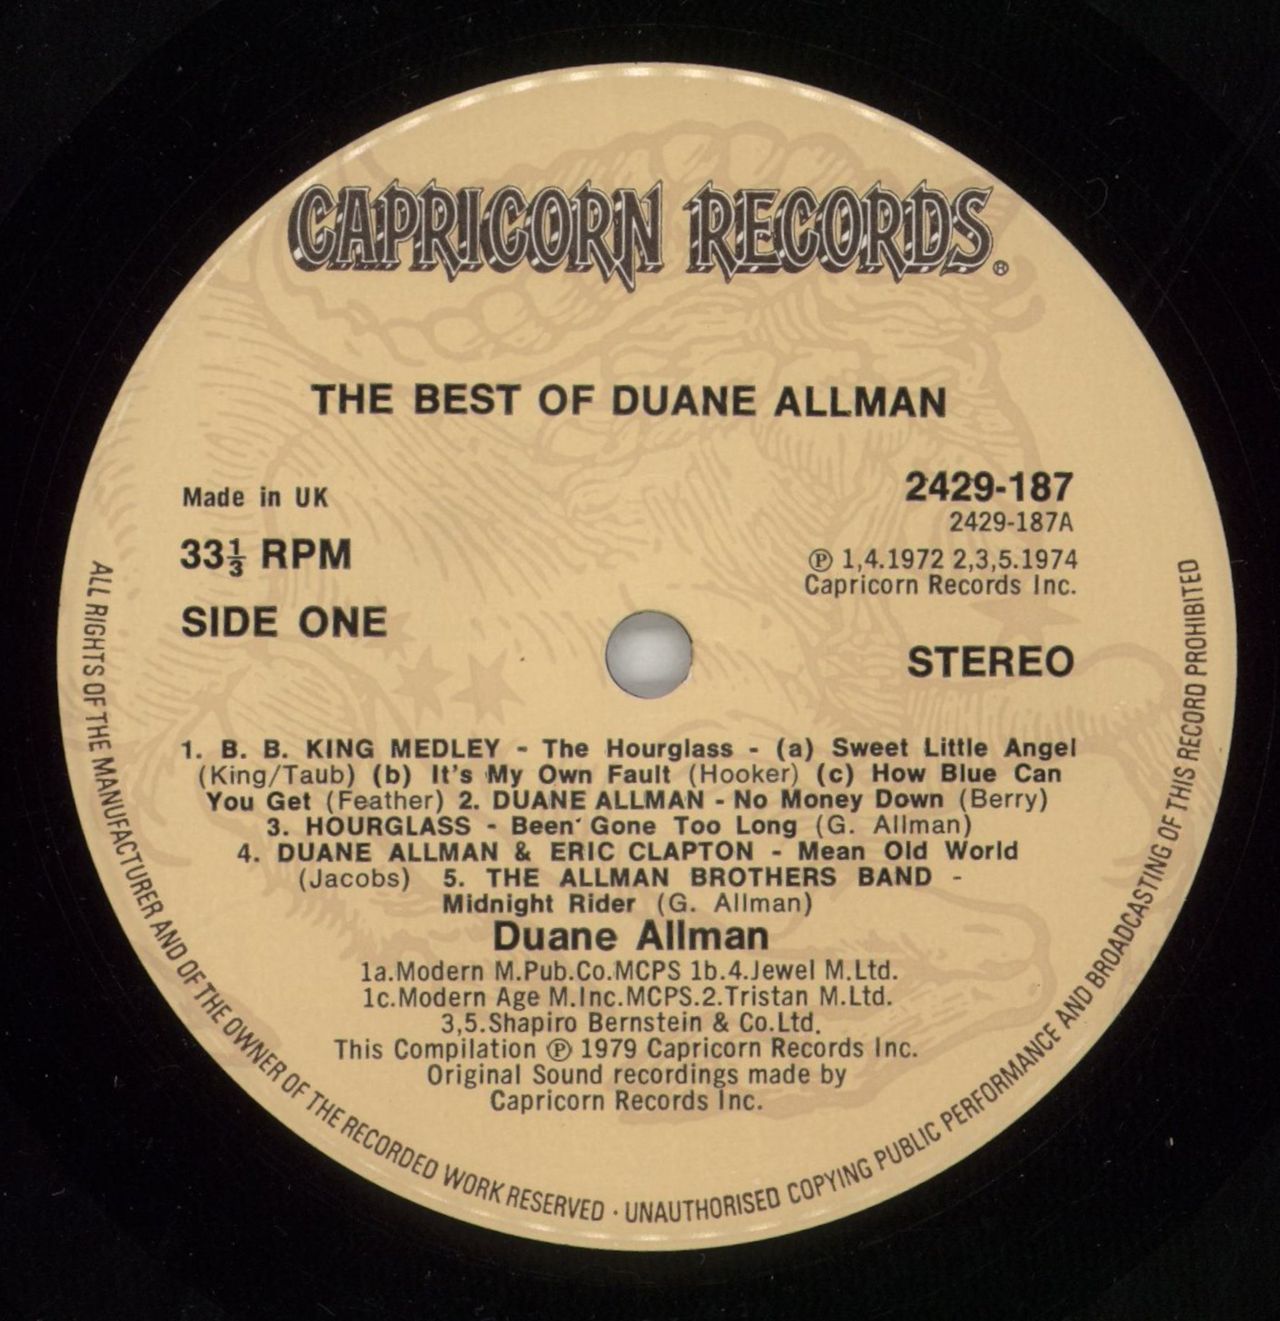 CAPRICORN RECORDS®
THE BEST OF DUANE ALLMAN
Made in UK
33⅓ RPM
SIDE ONE
2429-187
2429-187A
℗ 1,4.1972 2,3,5.1974
Capricorn Records Inc.
STEREO
1. B. B. KING MEDLEY - The Hourglass - (a) Sweet Little Angel
(King/Taub) (b) It's My Own Fault (Hooker) (c) How Blue Can
You Get (Feather) 2. DUANE ALLMAN - No Money Down (Berry)
3. HOURGLASS - Been Gone Too Long (G. Allman)
4. DUANE ALLMAN & ERIC CLAPTON - Mean Old World
(Jacobs) 5. THE ALLMAN BROTHERS BAND -
Midnight Rider (G. Allman)
Duane Allman
1a.Modern M.Pub.Co.MCPS 1b.4.Jewel M.Ltd.
1c.Modern Age M.Inc.MCPS.2.Tristan M.Ltd.
3,5.Shapiro Bernstein & Co.Ltd.
This Compilation ℗ 1979 Capricorn Records Inc.
Original Sound recordings made by
Capricorn Records Inc.
ALL RIGHTS OF THE MANUFACTURER AND OF THE OWNER OF THE RECORDED WORK RESERVED · UNAUTHORISED COPYING PUBLIC PERFORMANCE AND BROADCASTING OF THIS RECORD PROHIBITED